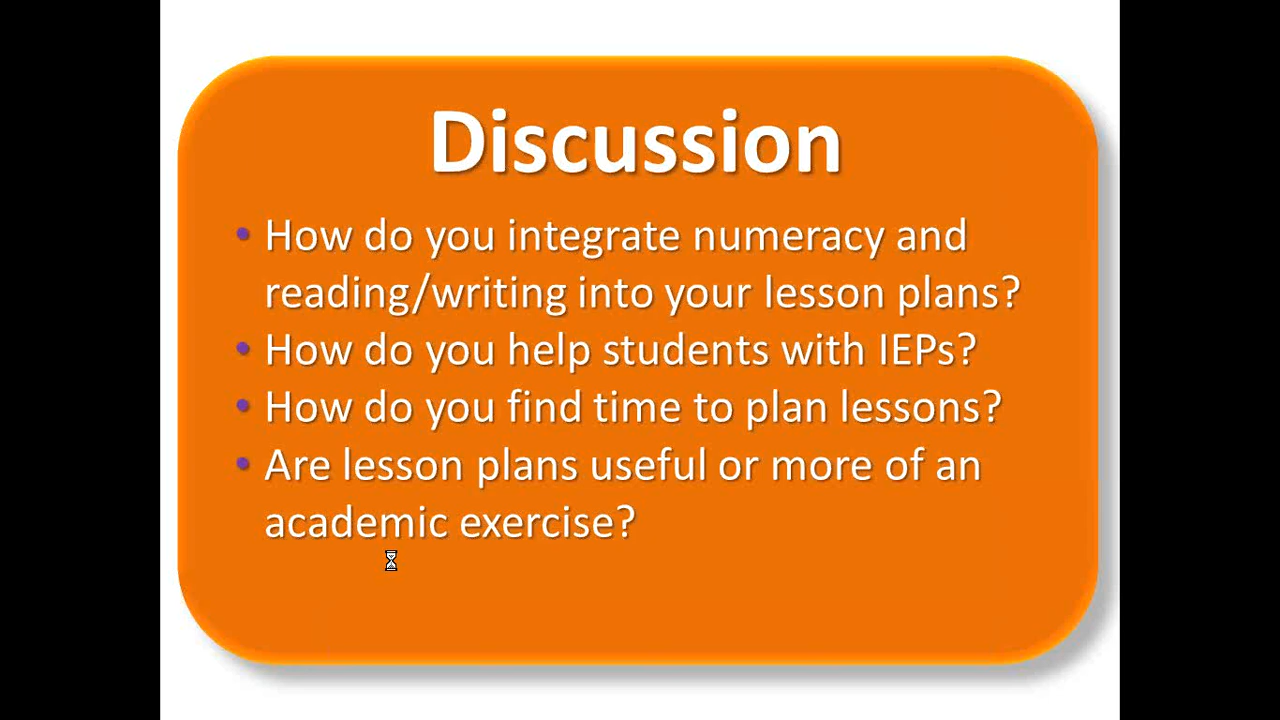 Discussion
• How do you integrate numeracy and
reading/writing into your lesson plans?
• How do you help students with IEPs?
• How do you find time to plan lessons?
• Are lesson plans useful or more of an
academic exercise?